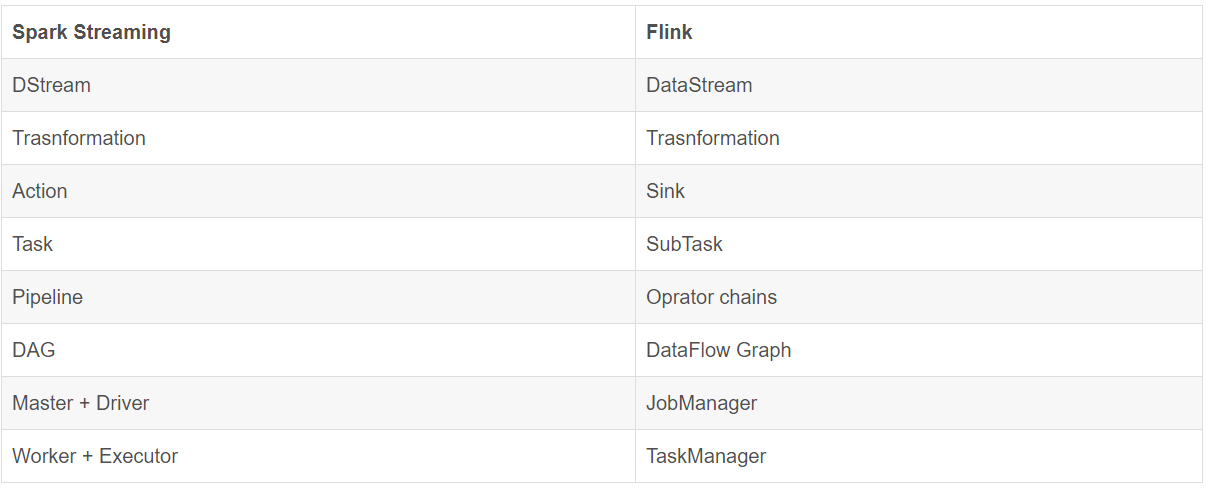 Spark Streaming Flink
DStream DataStream
Trasnformation Trasnformation
Action Sink
Task SubTask
Pipeline Oprator chains
DAG DataFlow Graph
Master + Driver JobManager
Worker + Executor TaskManager